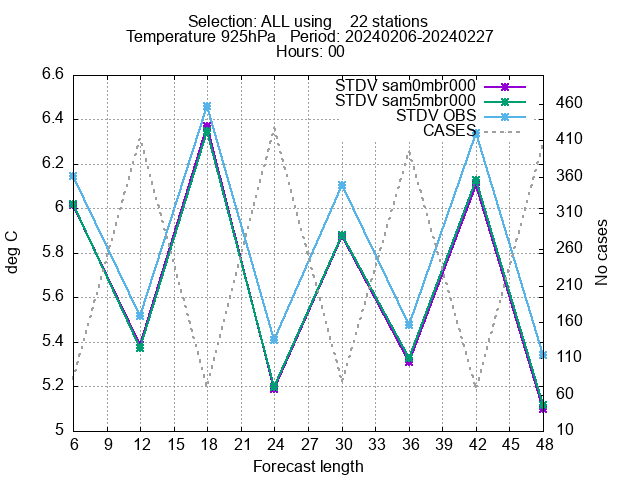 Selection: ALL using    22 stations
Temperature 925hPa   Period: 20240206-20240227
Hours: 00
STDV sam0mbr000
STDV sam5mbr000
STDV OBS
CASES
deg C
6.6
6.4
6.2
6
5.8
5.6
5.4
5.2
5
460
410
360
310
260
210
160
110
60
10
No cases
6 9 12 15 18 21 24 27 30 33 36 39 42 45 48
Forecast length